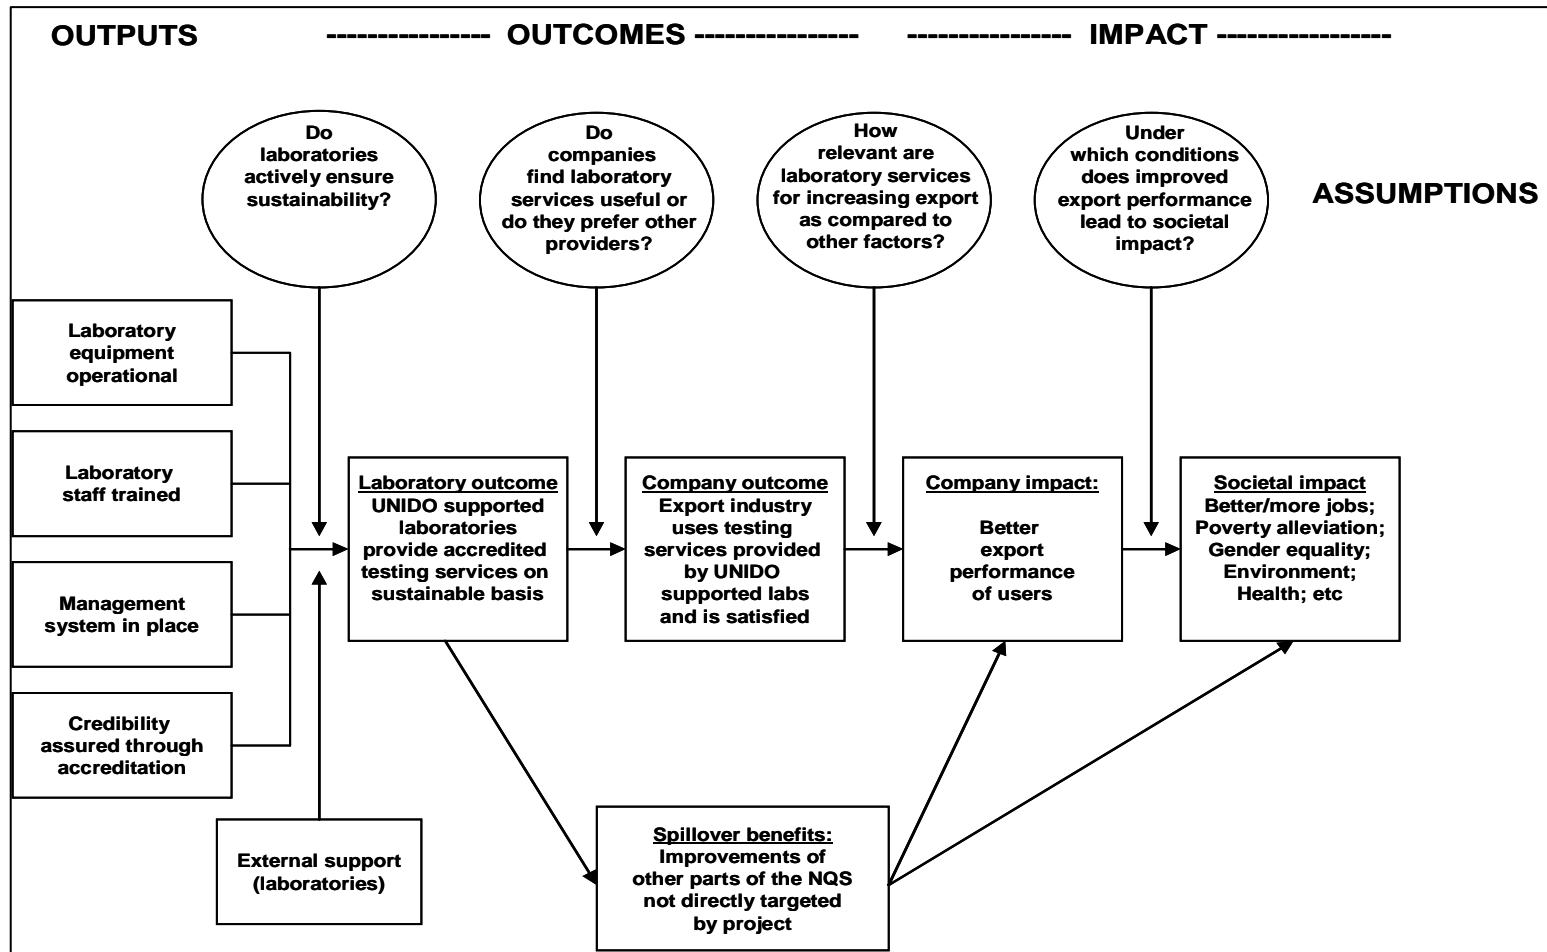 OUTPUTS ---------------- OUTCOMES ---------------- ---------------- IMPACT -----------------
Do
laboratories
actively ensure
sustainability?
Do
companies
find laboratory
services useful or
do they prefer other
providers?
How
relevant are
laboratory services
for increasing export
as compared to
other factors?
Under
which conditions
does improved
export performance
lead to societal
impact?
ASSUMPTIONS
Laboratory
equipment
operational
Laboratory
staff trained
Management
system in place
Credibility
assured through
accreditation
External support
(laboratories)
Laboratory outcome
UNIDO supported
laboratories
provide accredited
testing services on
sustainable basis
Company outcome
Export industry
uses testing
services provided
by UNIDO
supported labs
and is satisfied
Company impact:
Better
export
performance
of users
Societal impact
Better/more jobs;
Poverty alleviation;
Gender equality;
Environment;
Health; etc
Spillover benefits:
Improvements of
other parts of the NQS
not directly targeted
by project